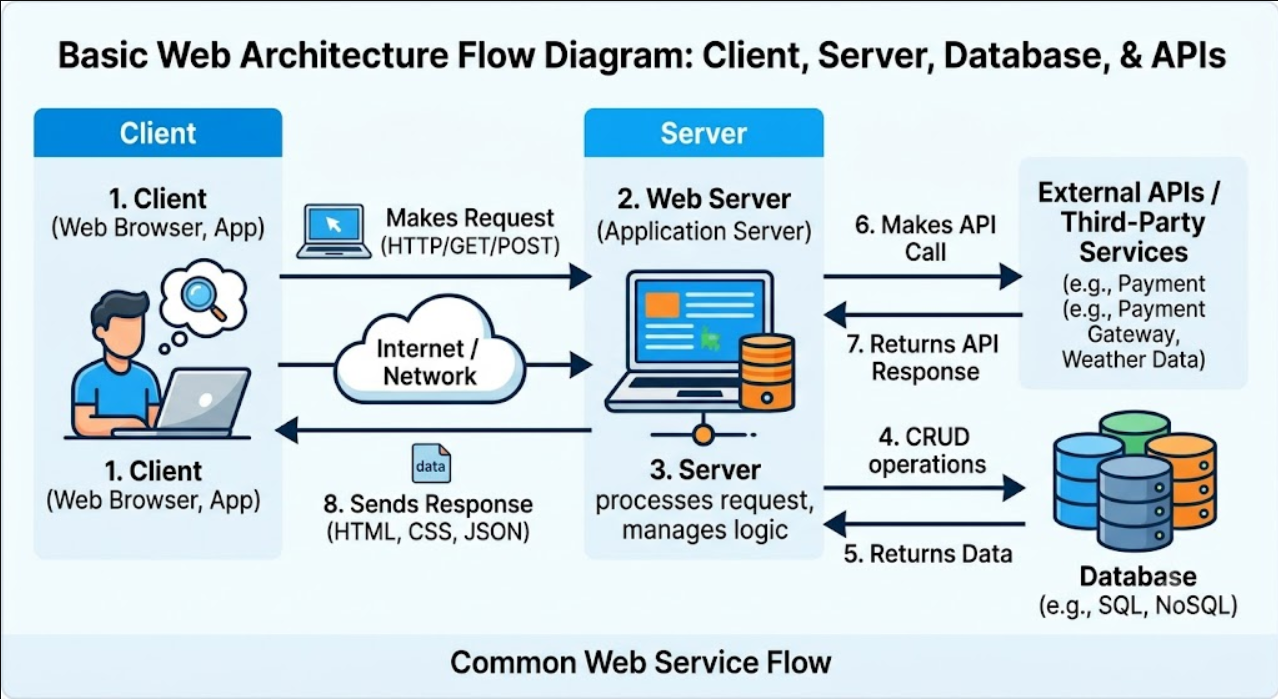 Basic Web Architecture Flow Diagram: Client, Server, Database, & APIs
Client
1. Client
(Web Browser, App)
1. Client
(Web Browser, App)
Makes Request
(HTTP/GET/POST)
Internet /
Network
data
8. Sends Response
(HTML, CSS, JSON)
Server
2. Web Server
(Application Server)
3. Server
processes request,
manages logic
6. Makes API
Call
7. Returns API
Response
4. CRUD
operations
5. Returns Data
External APIs /
Third-Party
Services
(e.g., Payment
(e.g., Payment
Gateway,
Weather Data)
Database
(e.g., SQL, NoSQL)
Common Web Service Flow